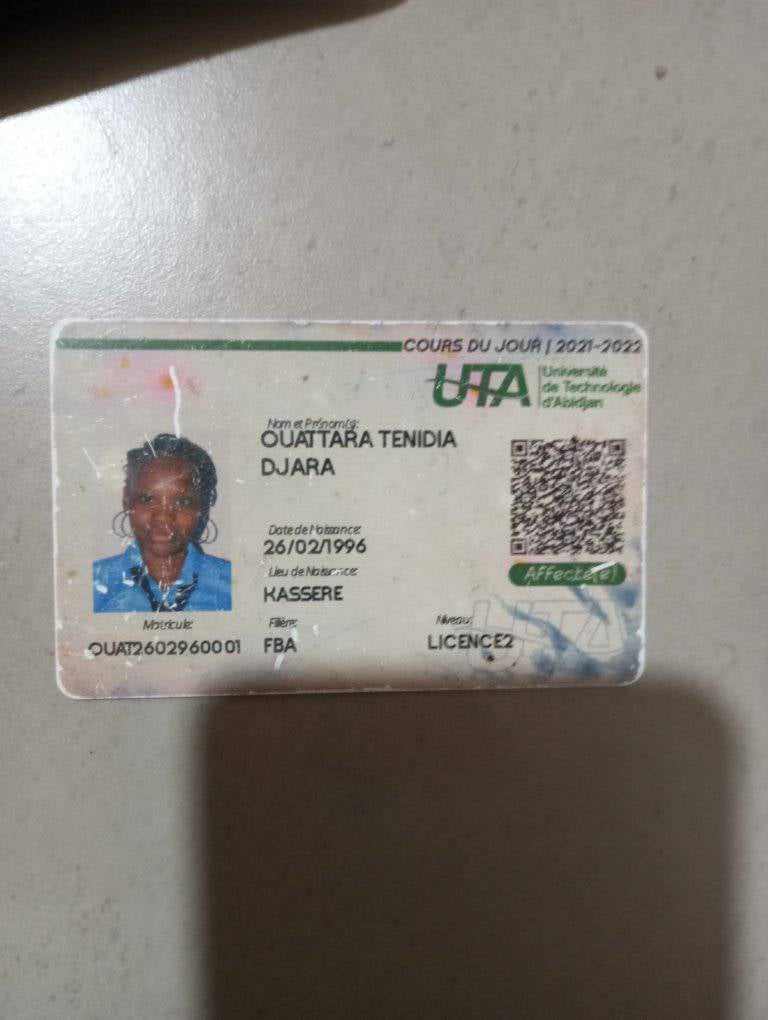 COURS DU JOUR / 2021-2022
UTA
Université
de Technologie
d'Abidjan
Nom et Prénom(s):
OUATTARA TENIDIA
DJARA
Date de Naissance:
26/02/1996
Lieu de Naissance:
KASSERE
Affecté(e)
Matricule:
OUAT2602960001
Filière:
FBA
Niveau:
LICENCE2
UTA